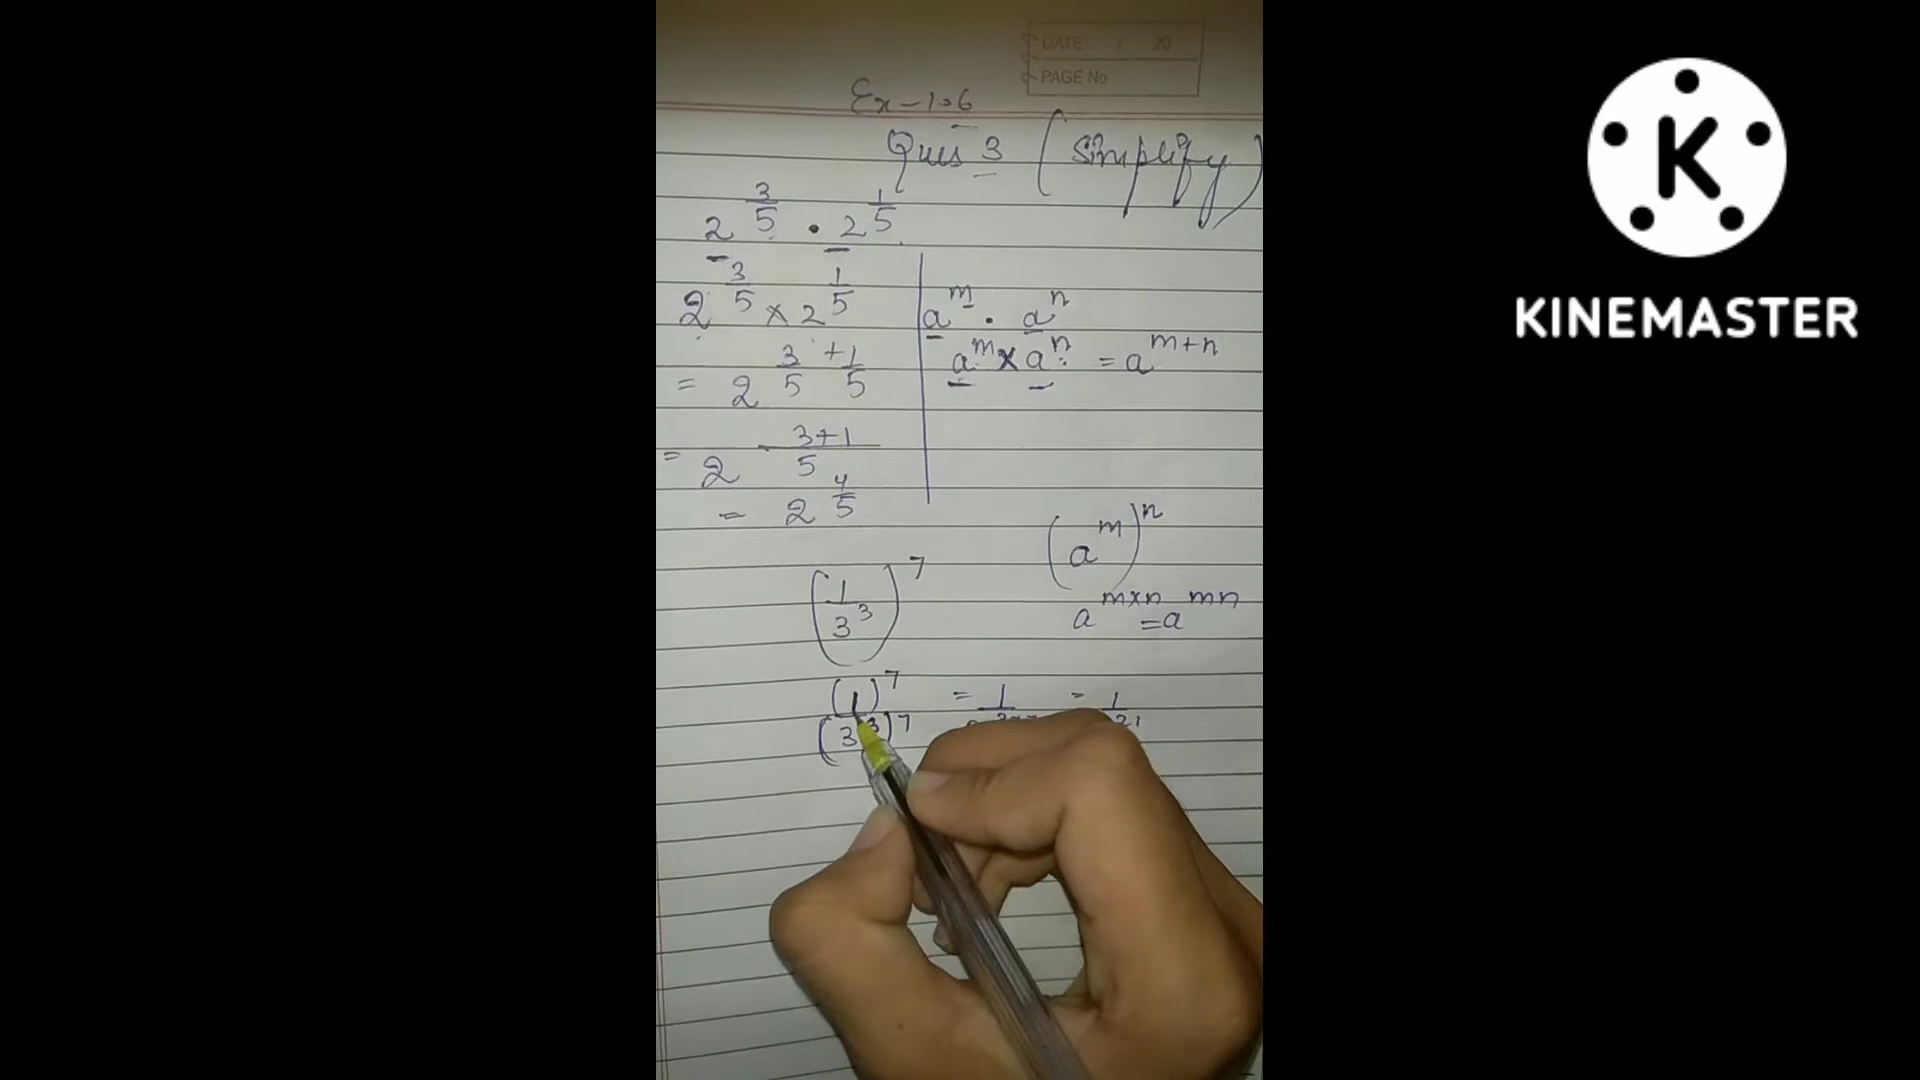 DATE 20
PAGE No
Ex-1.6
Ques 3 (Simplify)
2^{3/5} . 2^{1/5}
2^{3/5} × 2^{1/5}
= 2^{3/5 + 1/5}
= 2^{(3+1)/5}
= 2^{4/5}
a^m . a^n
a^m × a^n = a^{m+n}
(1/3^3)^7
(a^m)^n
a^{m×n} = a^{mn}
(1)^7/(3^3)^7 = 1/ = 1/
K
KINEMASTER